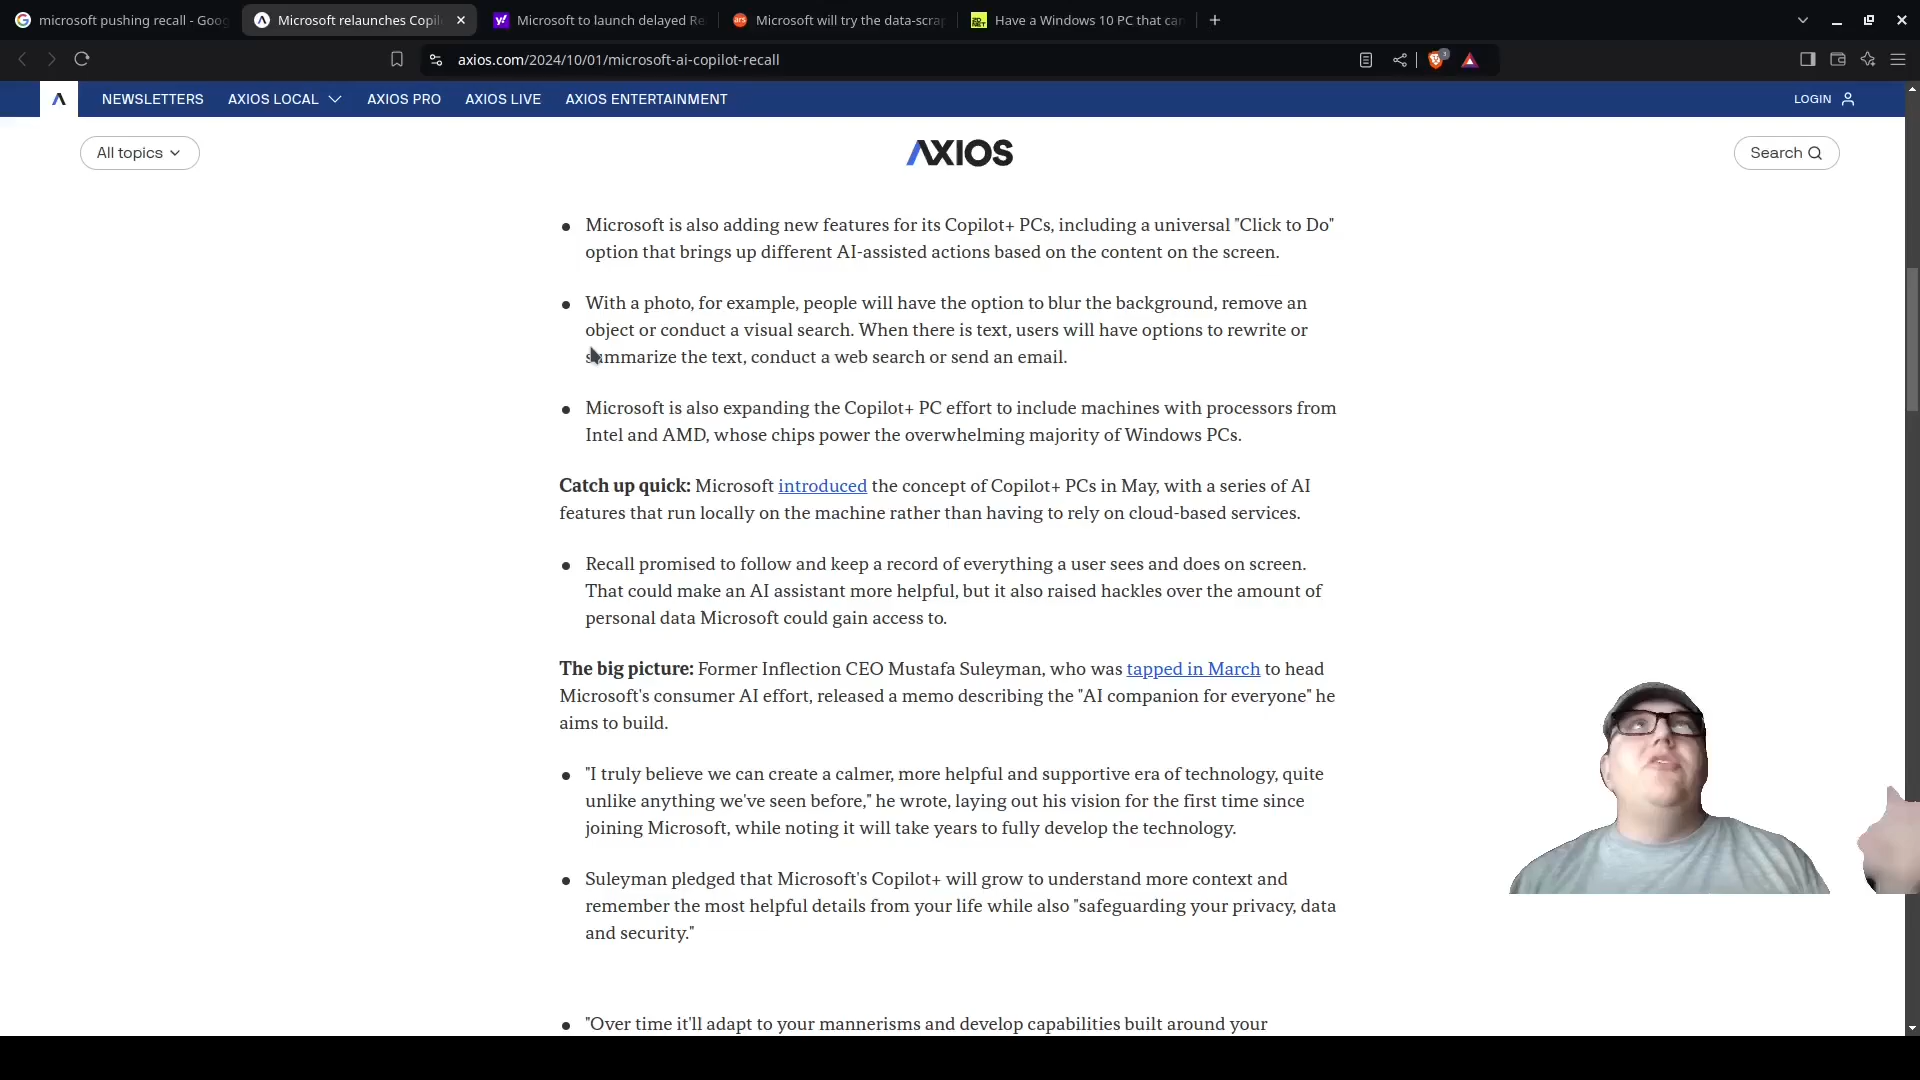 microsoft pushing recall - Goog
Microsoft relaunches Copil
Microsoft to launch delayed Re
Microsoft will try the data-scrap
Have a Windows 10 PC that can
axios.com/2024/10/01/microsoft-ai-copilot-recall
3
NEWSLETTERS
AXIOS LOCAL
AXIOS PRO
AXIOS LIVE
AXIOS ENTERTAINMENT
LOGIN
All topics
AXIOS
Search
Microsoft is also adding new features for its Copilot+ PCs, including a universal "Click to Do"
option that brings up different AI-assisted actions based on the content on the screen.
With a photo, for example, people will have the option to blur the background, remove an
object or conduct a visual search. When there is text, users will have options to rewrite or
summarize the text, conduct a web search or send an email.
Microsoft is also expanding the Copilot+ PC effort to include machines with processors from
Intel and AMD, whose chips power the overwhelming majority of Windows PCs.
Catch up quick: Microsoft introduced the concept of Copilot+ PCs in May, with a series of AI
features that run locally on the machine rather than having to rely on cloud-based services.
Recall promised to follow and keep a record of everything a user sees and does on screen.
That could make an AI assistant more helpful, but it also raised hackles over the amount of
personal data Microsoft could gain access to.
The big picture: Former Inflection CEO Mustafa Suleyman, who was tapped in March to head
Microsoft's consumer AI effort, released a memo describing the "AI companion for everyone" he
aims to build.
"I truly believe we can create a calmer, more helpful and supportive era of technology, quite
unlike anything we've seen before," he wrote, laying out his vision for the first time since
joining Microsoft, while noting it will take years to fully develop the technology.
Suleyman pledged that Microsoft's Copilot+ will grow to understand more context and
remember the most helpful details from your life while also "safeguarding your privacy, data
and security."
"Over time it'll adapt to your mannerisms and develop capabilities built around your